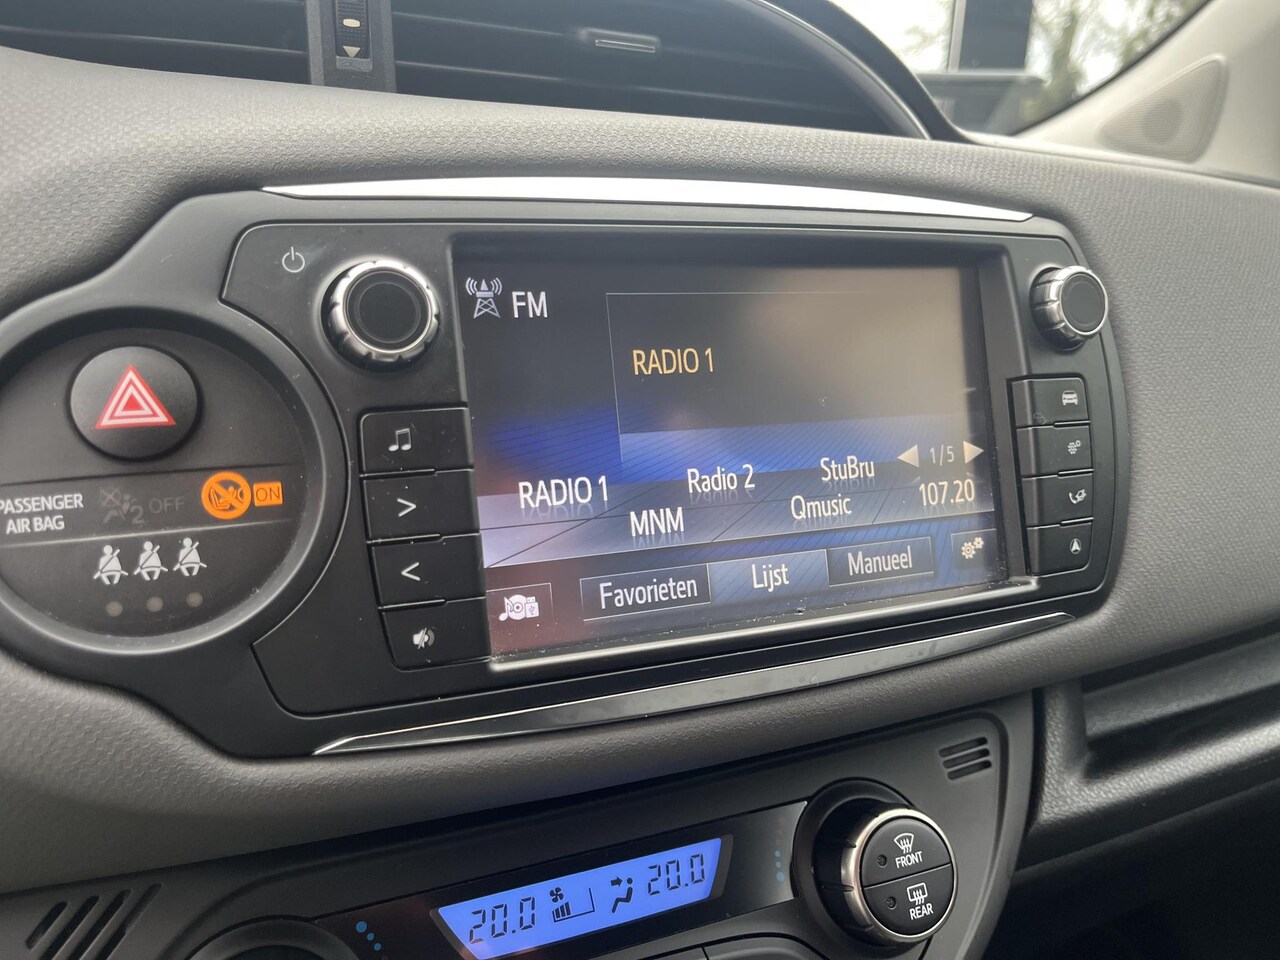 FM
RADIO 1
RADIO 1
Radio 2
StuBru
1/5
MNM
Qmusic
107.20
Favorieten
Lijst
Manueel
PASSENGER
AIR BAG
2 OFF
ON
20.0
20.0
FRONT
REAR